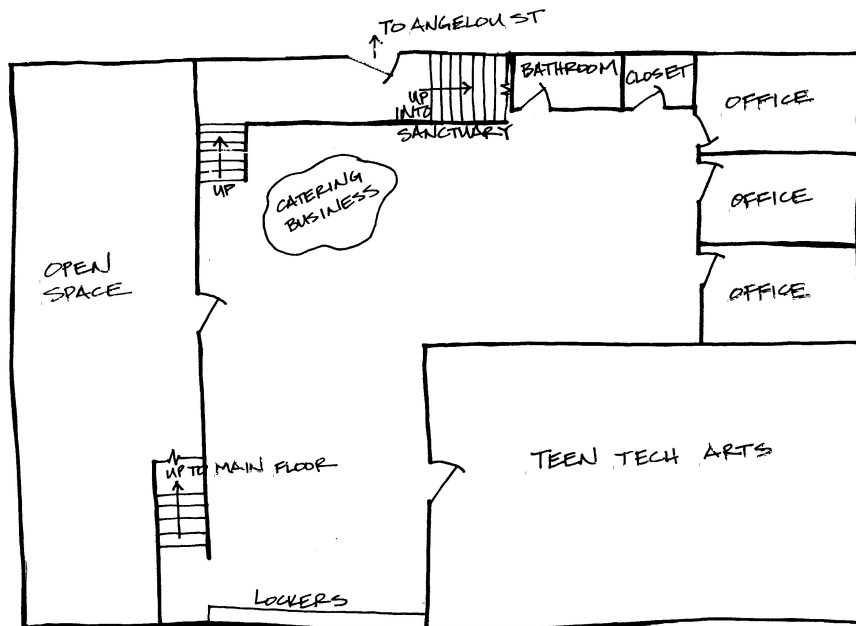 TO ANGELOU ST
BATHROOM
CLOSET
OFFICE
UP
INTO
SANCTUARY
UP
CATERING
BUSINESS
OFFICE
OPEN
SPACE
OFFICE
UP TO MAIN FLOOR
TEEN TECH ARTS
LOCKERS